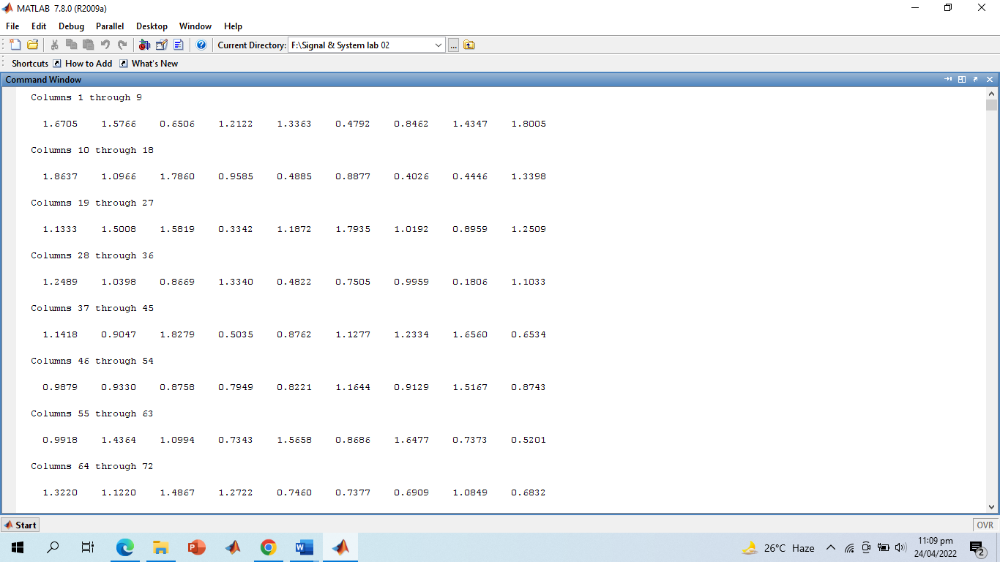 MATLAB 7.8.0 (R2009a)
File Edit Debug Parallel Desktop Window Help
Current Directory: F:\Signal & System lab 02 ...
Shortcuts How to Add What's New
Command Window
Columns 1 through 9
1.6705 1.5766 0.6506 1.2122 1.3363 0.4792 0.8462 1.4347 1.8005
Columns 10 through 18
1.8637 1.0966 1.7860 0.9585 0.4885 0.8877 0.4026 0.4446 1.3398
Columns 19 through 27
1.1333 1.5008 1.5819 0.3342 1.1872 1.7935 1.0192 0.8959 1.2509
Columns 28 through 36
1.2489 1.0398 0.8669 1.3340 0.4822 0.7505 0.9959 0.1806 1.1033
Columns 37 through 45
1.1418 0.9047 1.8279 0.5035 0.8762 1.1277 1.2334 1.6560 0.6534
Columns 46 through 54
0.9879 0.9330 0.8758 0.7949 0.8221 1.1644 0.9129 1.5167 0.8743
Columns 55 through 63
0.9918 1.4364 1.0994 0.7343 1.5658 0.8686 1.6477 0.7373 0.5201
Columns 64 through 72
1.3220 1.1220 1.4867 1.2722 0.7460 0.7377 0.6909 1.0849 0.6832
Start OVR
26°C Haze 11:09 pm
24/04/2022 2